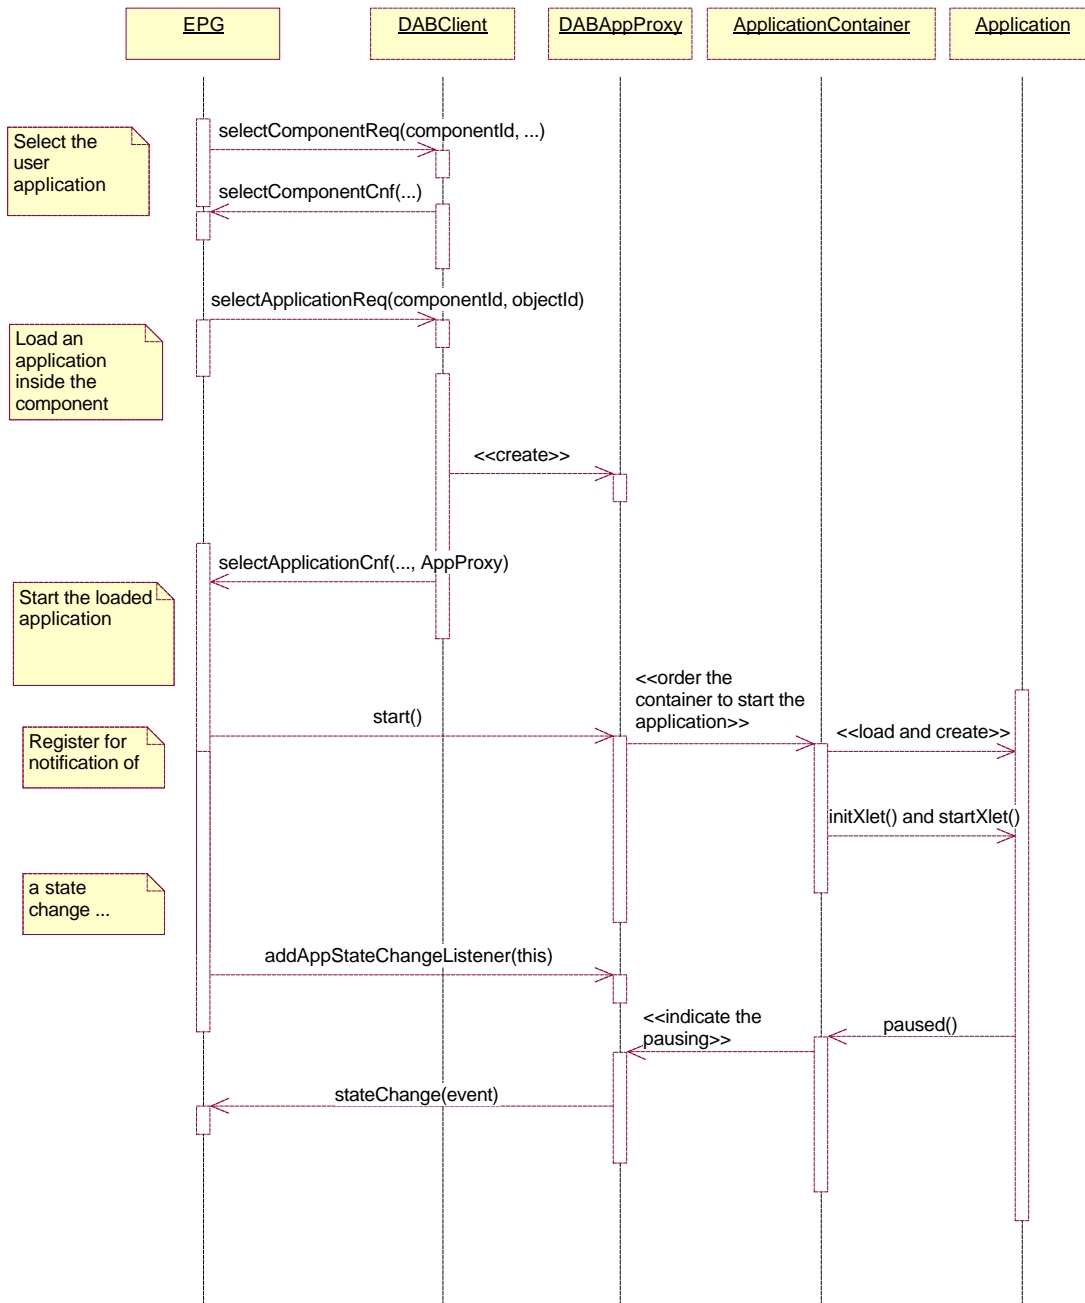 EPG
DABClient
DABAppProxy
ApplicationContainer
Application
selectComponentReq(componentId, ...)
Select the
user
application
selectComponentCnf(...)
selectApplicationReq(componentId, objectId)
Load an
application
inside the
component
<<create>>
selectApplicationCnf(..., AppProxy)
Start the loaded
application
<<order the
container to start the
application>>
start()
<<load and create>>
Register for
notification of
initXlet() and startXlet()
a state
change ...
addAppStateChangeListener(this)
<<indicate the
pausing>>
paused()
stateChange(event)